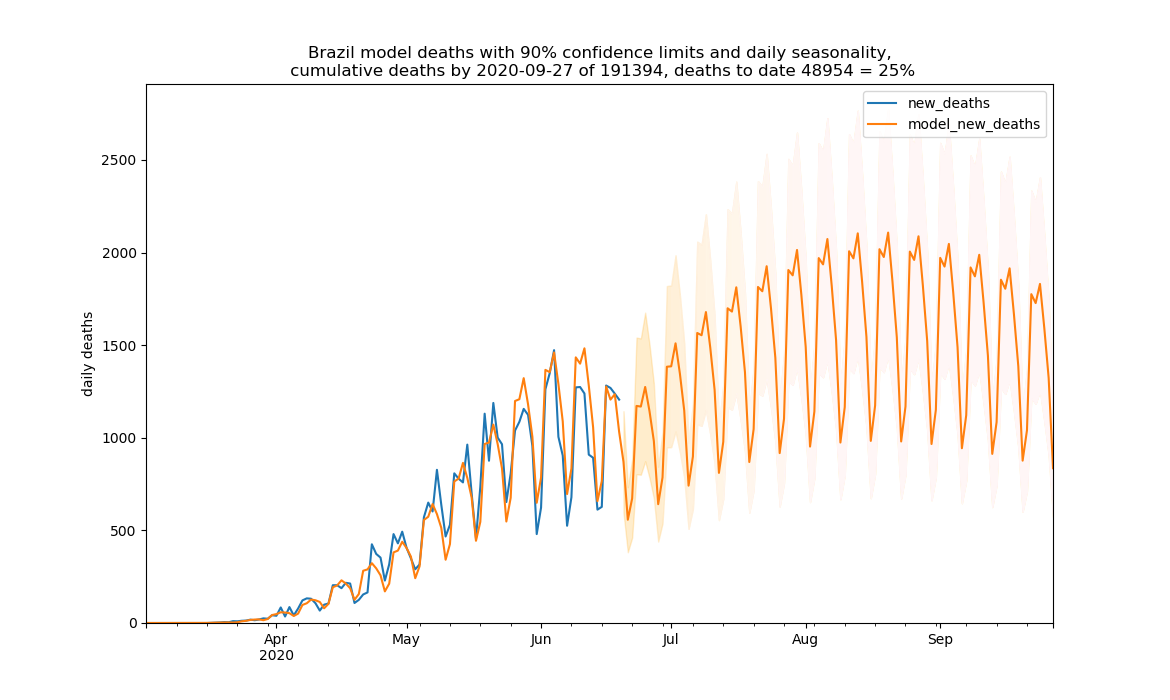 Brazil model deaths with 90% confidence limits and daily seasonality,
cumulative deaths by 2020-09-27 of 191394, deaths to date 48954 = 25%
new_deaths
model_new_deaths
daily deaths
2500
2000
1500
1000
500
0
Apr
May
Jun
Jul
Aug
Sep
2020